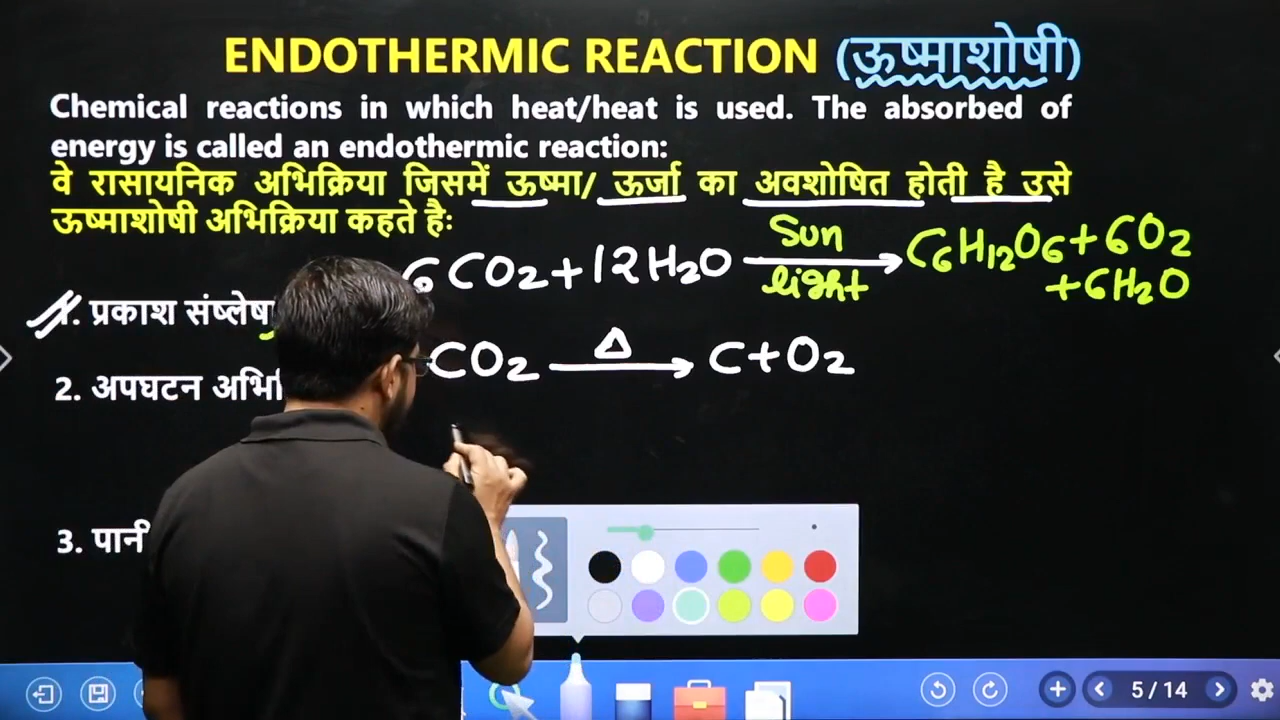 ENDOTHERMIC REACTION (ऊष्माशोषी)
Chemical reactions in which heat/heat is used. The absorbed of
energy is called an endothermic reaction:
वे रासायनिक अभिक्रिया जिसमें ऊष्मा/ ऊर्जा का अवशोषित होती है उसे
ऊष्माशोषी अभिक्रिया कहते हैः
Sun
6CO2+12H2O → C6H12O6+6O2
light +6H2O
1. प्रकाश
CO2 Δ→ C+O2
2. अपघटन
3.
5 / 14